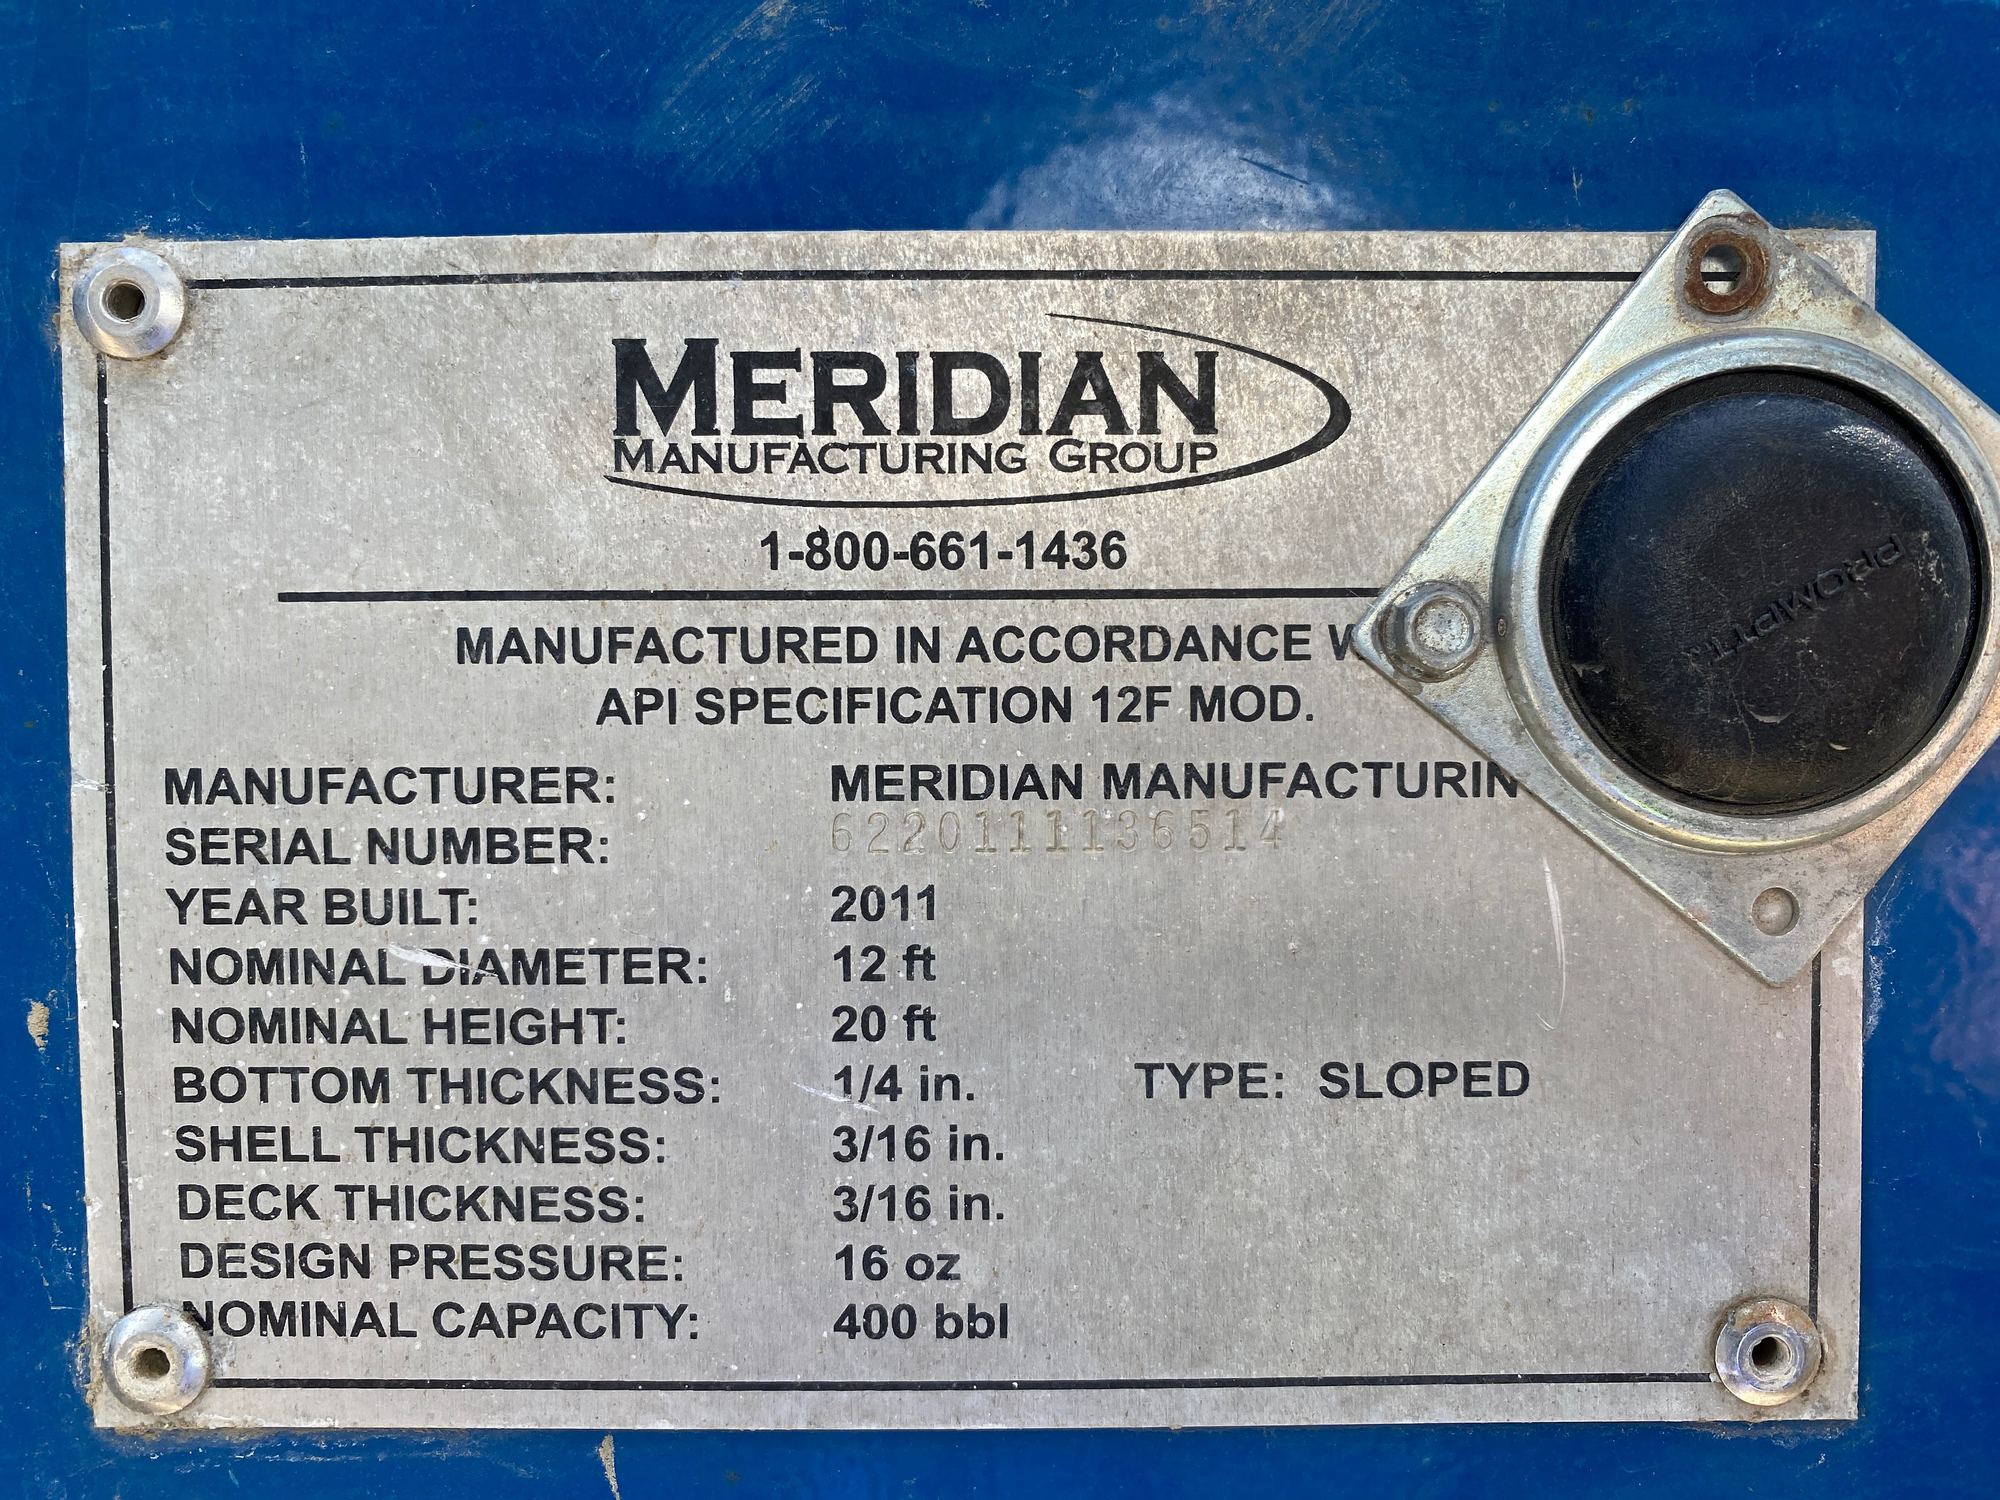 MERIDIAN
MANUFACTURING GROUP
1-800-661-1436
MANUFACTURED IN ACCORDANCE
API SPECIFICATION 12F MOD.
MANUFACTURER: MERIDIAN MANUFACTURIN
SERIAL NUMBER: 6220111136514
YEAR BUILT: 2011
NOMINAL DIAMETER: 12 ft
NOMINAL HEIGHT: 20 ft
BOTTOM THICKNESS: 1/4 in. TYPE: SLOPED
SHELL THICKNESS: 3/16 in.
DECK THICKNESS: 3/16 in.
DESIGN PRESSURE: 16 oz
NOMINAL CAPACITY: 400 bbl